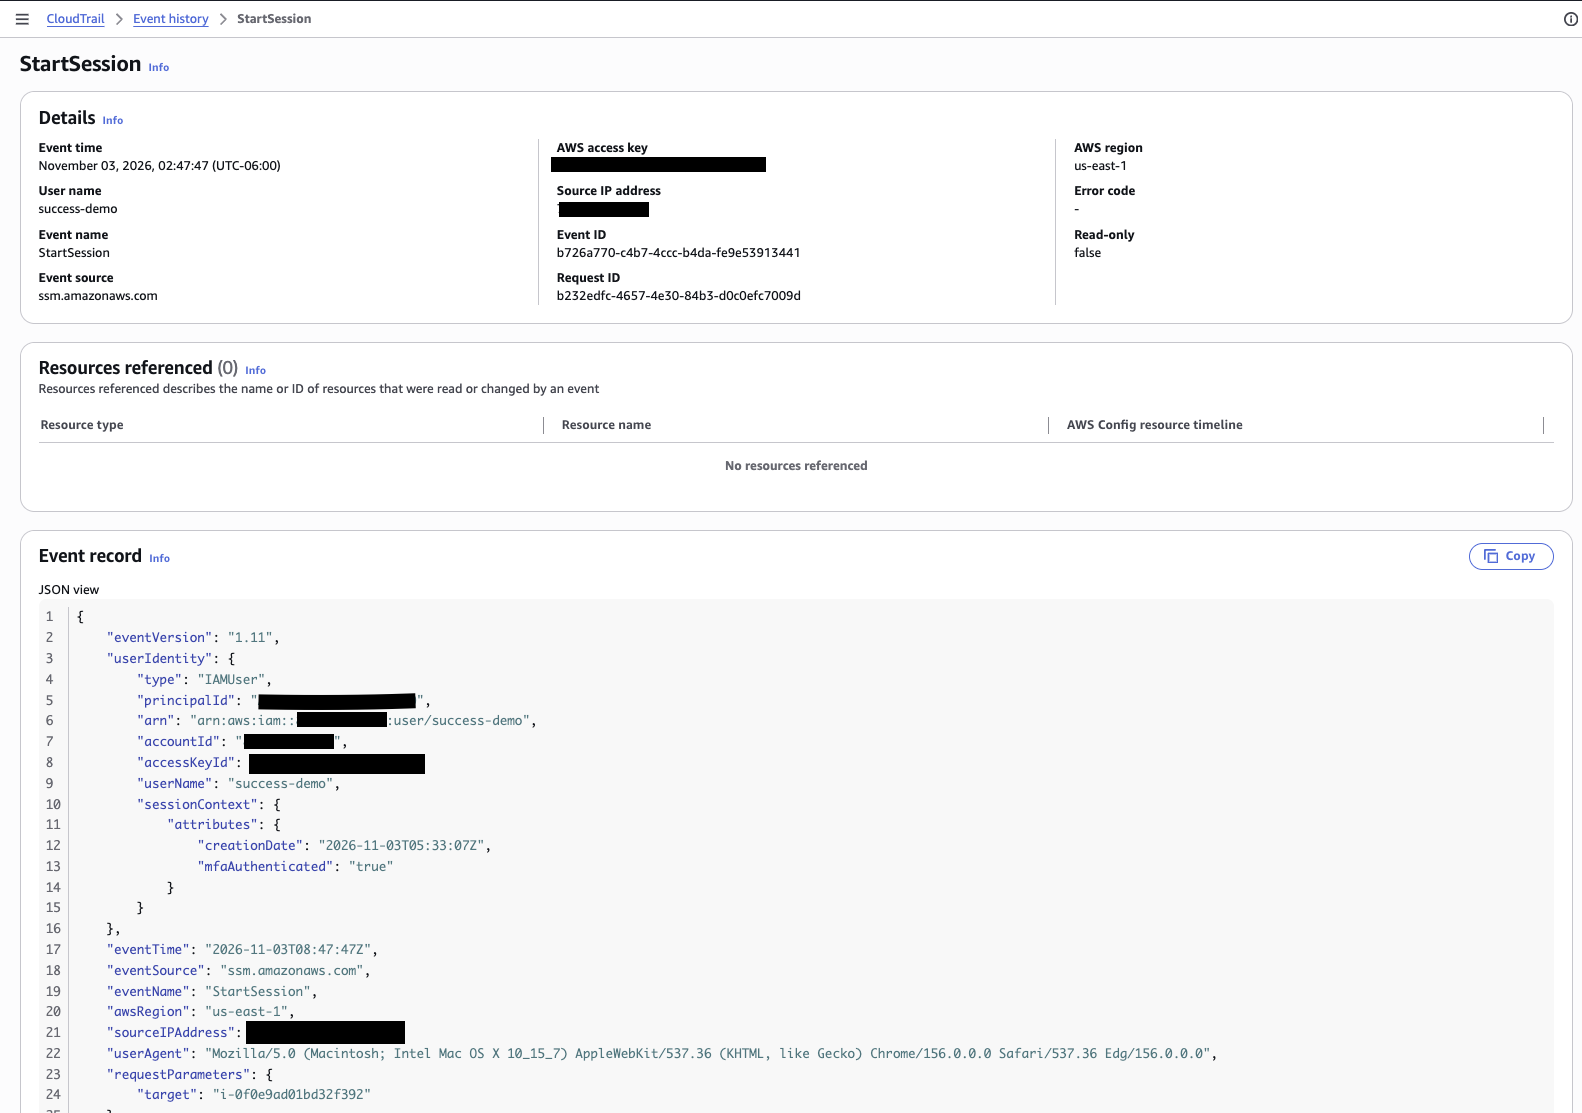 CloudTrail > Event history > StartSession
StartSession Info
Details Info
Event time
November 03, 2026, 02:47:47 (UTC-06:00)
User name
success-demo
Event name
StartSession
Event source
ssm.amazonaws.com
AWS access key
Source IP address
Event ID
b726a770-c4b7-4ccc-b4da-fe9e53913441
Request ID
b232edfc-4657-4e30-84b3-d0c0efc7009d
AWS region
us-east-1
Error code
-
Read-only
false
Resources referenced (0) Info
Resources referenced describes the name or ID of resources that were read or changed by an event
Resource type Resource name AWS Config resource timeline
No resources referenced
Event record Info
Copy
JSON view
1 {
2 "eventVersion": "1.11",
3 "userIdentity": {
4 "type": "IAMUser",
5 "principalId": "",
6 "arn": "arn:aws:iam:::user/success-demo",
7 "accountId": "",
8 "accessKeyId":
9 "userName": "success-demo",
10 "sessionContext": {
11 "attributes": {
12 "creationDate": "2026-11-03T05:33:07Z",
13 "mfaAuthenticated": "true"
14 }
15 }
16 },
17 "eventTime": "2026-11-03T08:47:47Z",
18 "eventSource": "ssm.amazonaws.com",
19 "eventName": "StartSession",
20 "awsRegion": "us-east-1",
21 "sourceIPAddress":
22 "userAgent": "Mozilla/5.0 (Macintosh; Intel Mac OS X 10_15_7) AppleWebKit/537.36 (KHTML, like Gecko) Chrome/156.0.0.0 Safari/537.36 Edg/156.0.0.0",
23 "requestParameters": {
24 "target": "i-0f0e9ad01bd32f392"